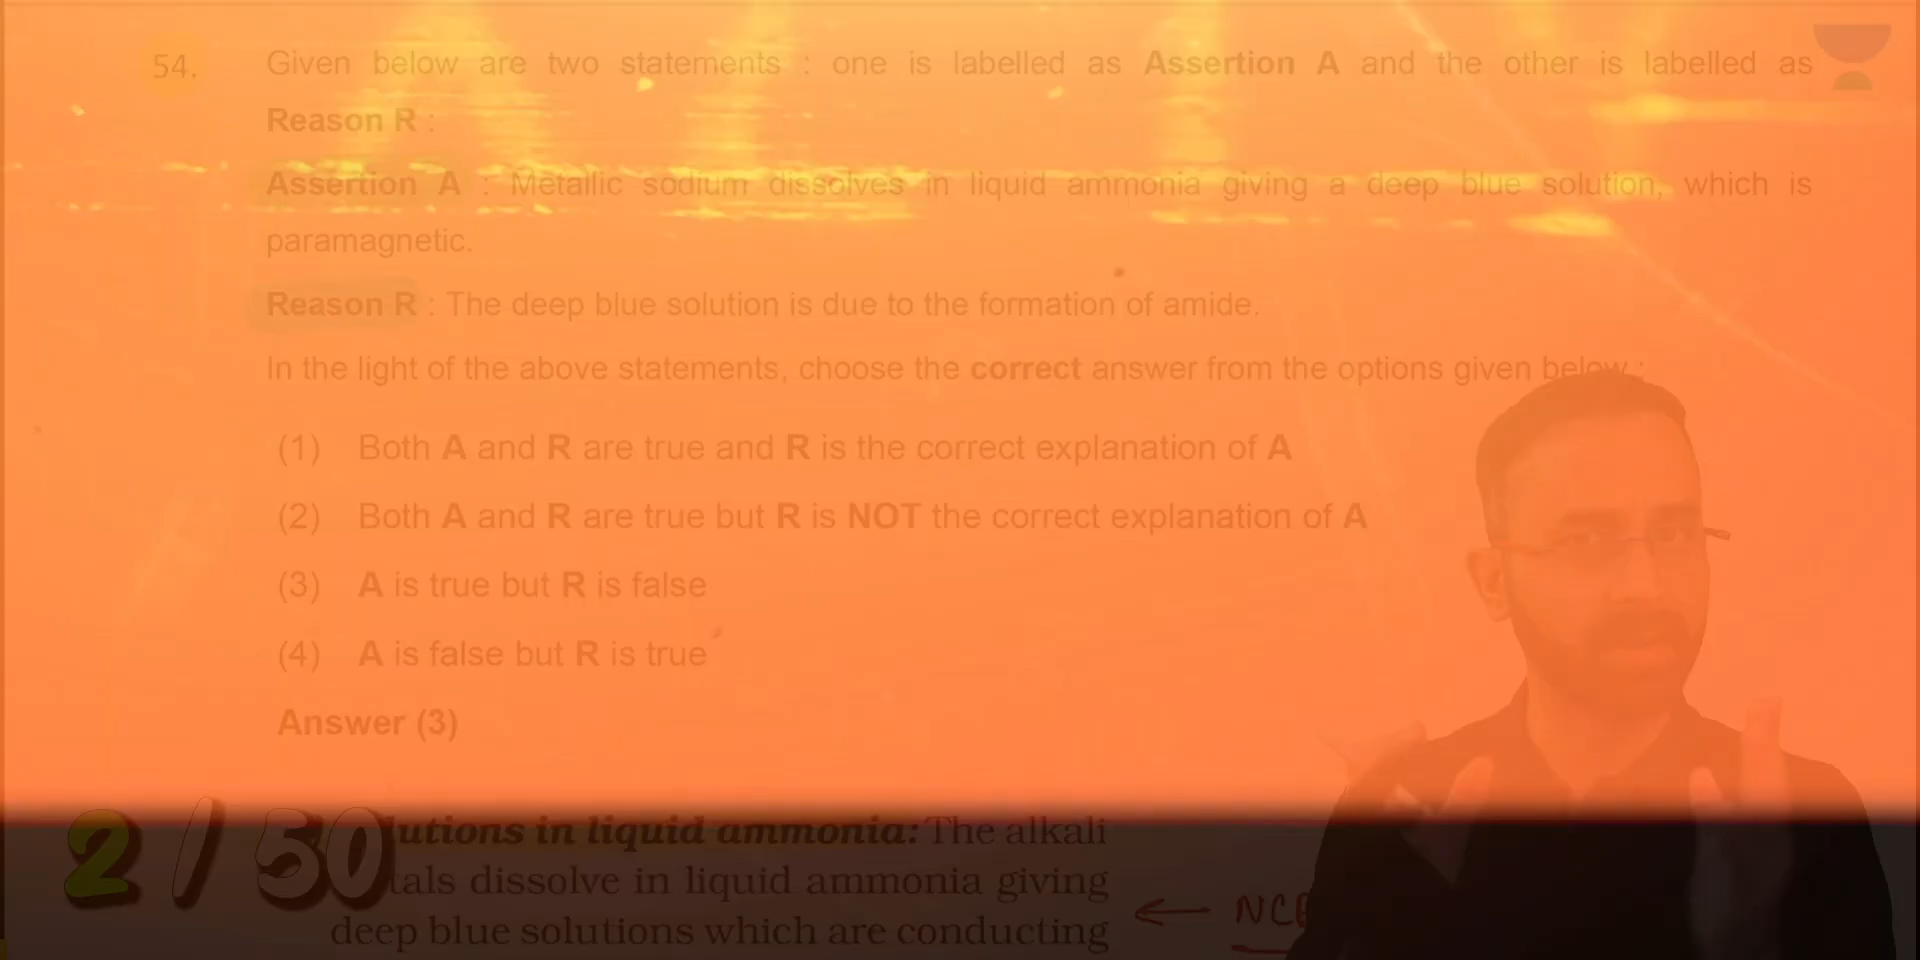 54. Given below are two statements : one is labelled as Assertion A and the other is labelled as
Reason R :
Assertion A : Metallic sodium dissolves in liquid ammonia giving a deep blue solution, which is
paramagnetic.
Reason R : The deep blue solution is due to the formation of amide.
In the light of the above statements, choose the correct answer from the options given below :
(1) Both A and R are true and R is the correct explanation of A
(2) Both A and R are true but R is NOT the correct explanation of A
(3) A is true but R is false
(4) A is false but R is true
Answer (3)
2 / 50
lutions in liquid ammonia: The alkali
tals dissolve in liquid ammonia giving
deep blue solutions which are conducting